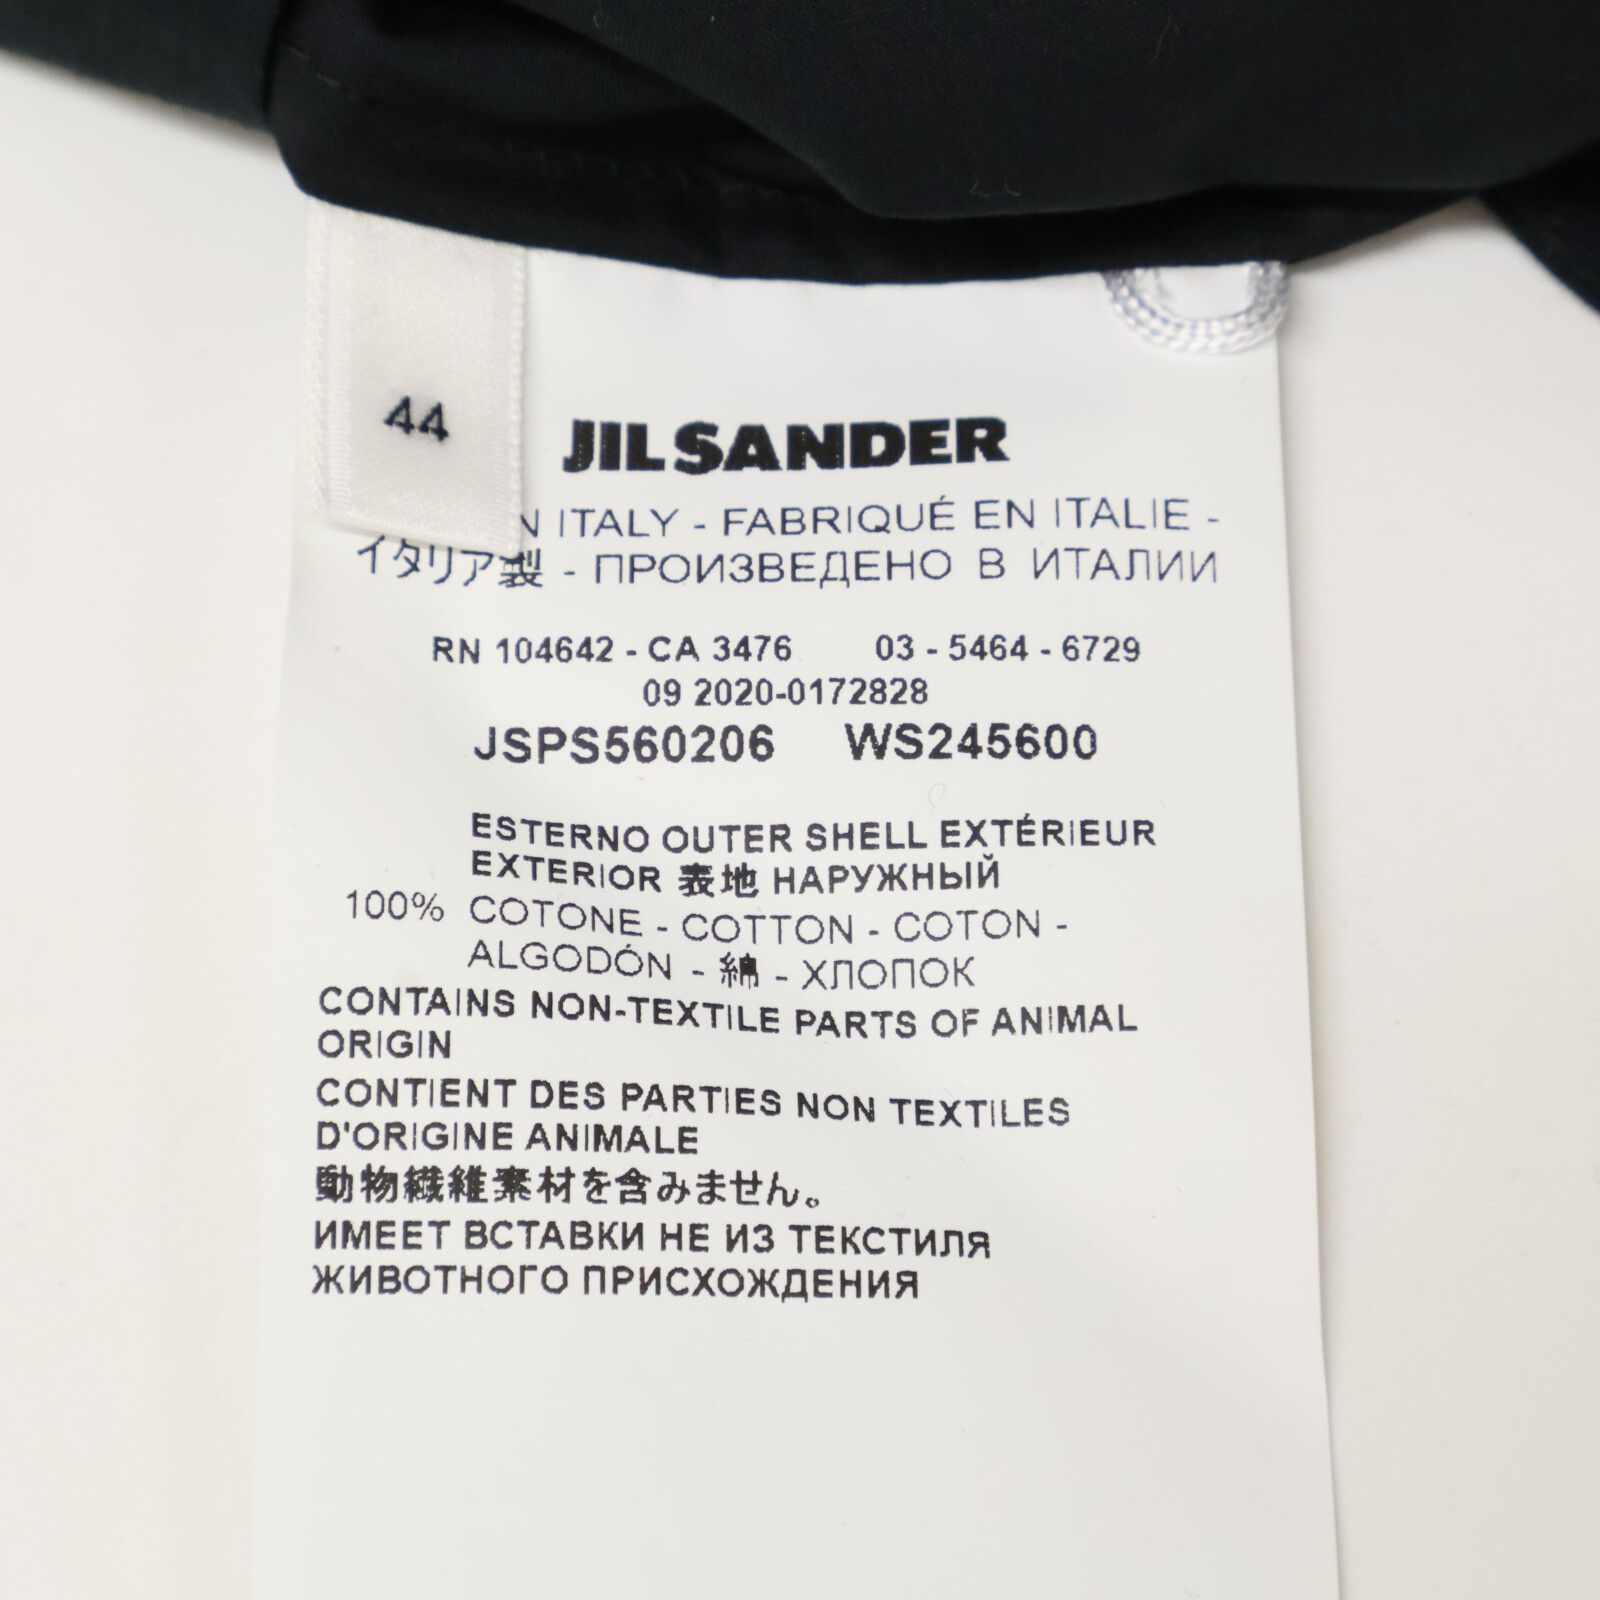 44
JIL SANDER
N ITALY - FABRIQUÉ EN ITALIE -
イタリア製 - ПРОИЗВЕДЕНО В ИТАЛИИ
RN 104642 - CA 3476 03 - 5464 - 6729
09 2020-0172828
JSPS560206 WS245600
ESTERNO OUTER SHELL EXTÉRIEUR
EXTERIOR 表地 НАРУЖНЫЙ
100% COTONE - COTTON - COTON -
ALGODÓN - 綿 - ХЛОПОК
CONTAINS NON-TEXTILE PARTS OF ANIMAL
ORIGIN
CONTIENT DES PARTIES NON TEXTILES
D'ORIGINE ANIMALE
動物繊維素材を含みません。
ИМЕЕТ ВСТАВКИ НЕ ИЗ ТЕКСТИЛЯ
ЖИВОТНОГО ПРИСХОЖДЕНИЯ